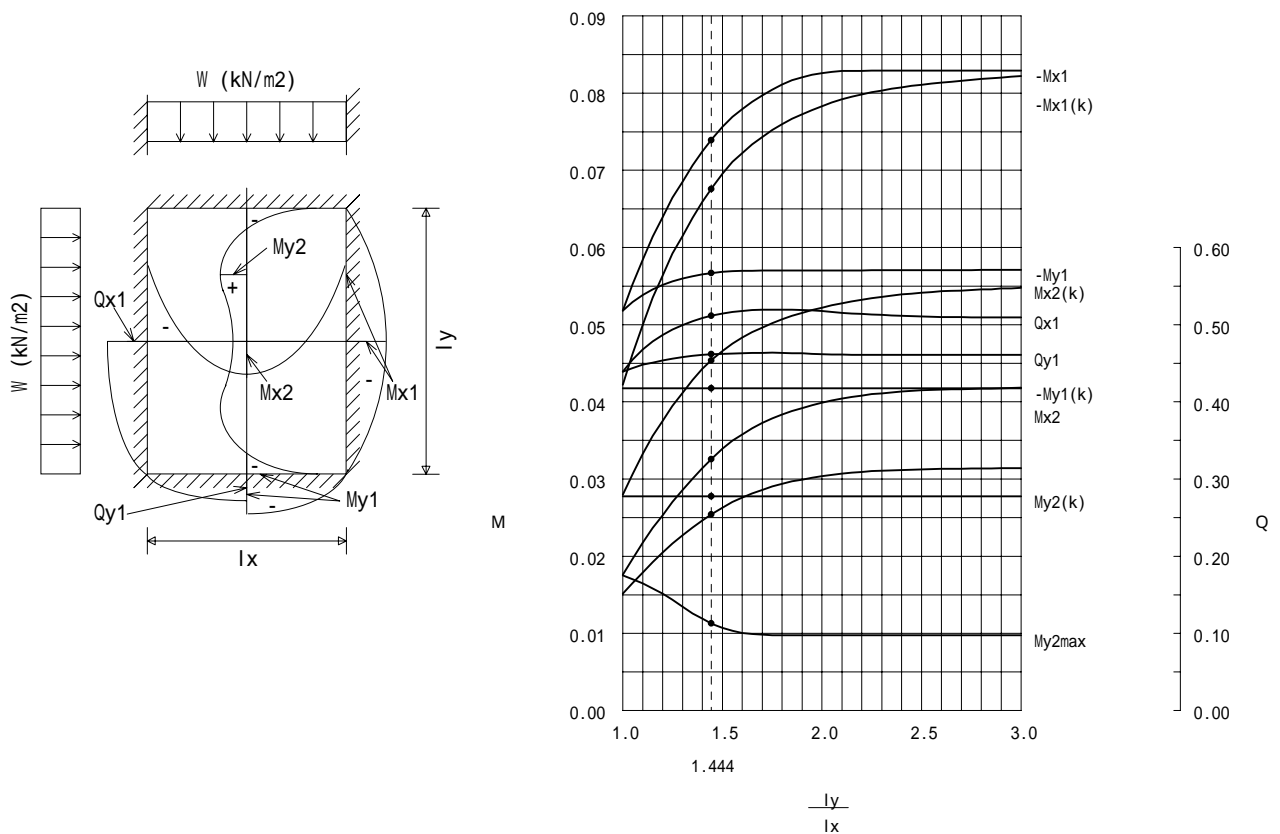 W (kN/m2)
W (kN/m2)
-
My2
+
Qx1
-
Mx2
-
Mx1
ly
-
My1
Qy1
-
lx
M
0.09
0.08
0.07
0.06
0.05
0.04
0.03
0.02
0.01
0.00
-Mx1
-Mx1(k)
-My1
Mx2(k)
Qx1
Qy1
-My1(k)
Mx2
My2(k)
My2max
1.0
1.5
2.0
2.5
3.0
1.444
ly
lx
0.60
0.50
0.40
0.30
0.20
0.10
0.00
Q